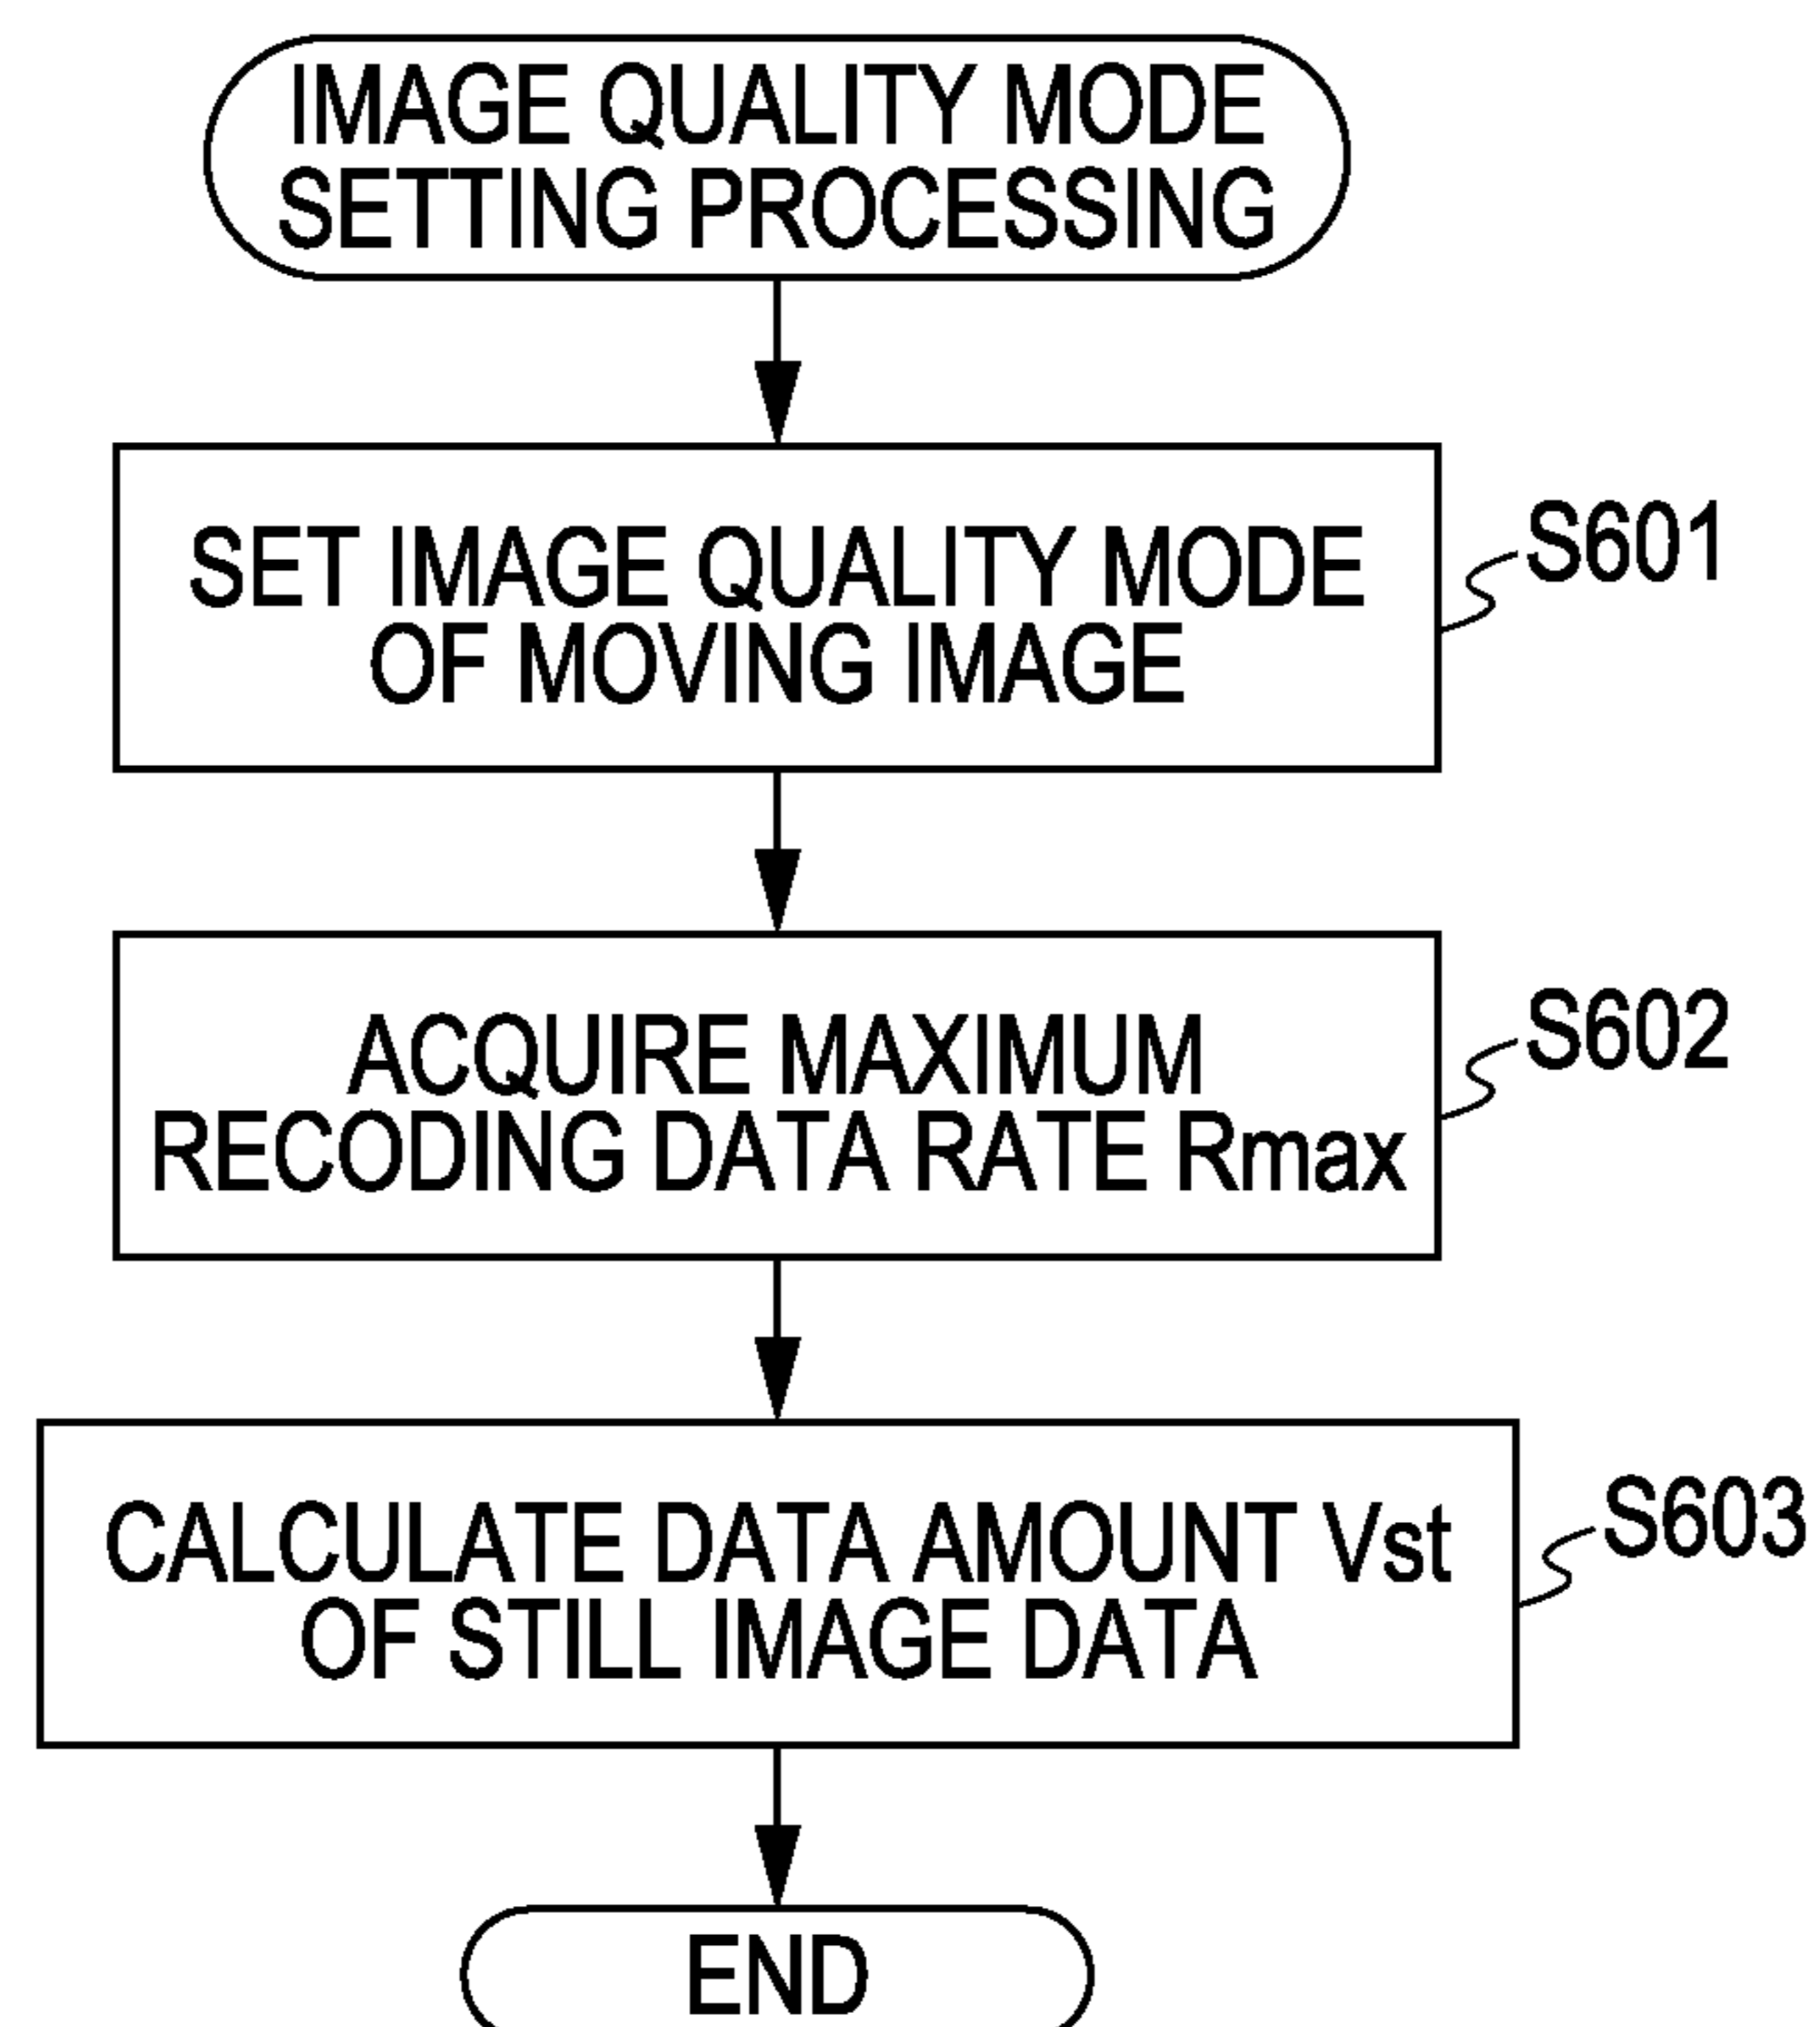 IMAGE QUALITY MODE
SETTING PROCESSING
SET IMAGE QUALITY MODE
OF MOVING IMAGE
S601
ACQUIRE MAXIMUM
RECODING DATA RATE Rmax
S602
CALCULATE DATA AMOUNT Vst
OF STILL IMAGE DATA
S603
END